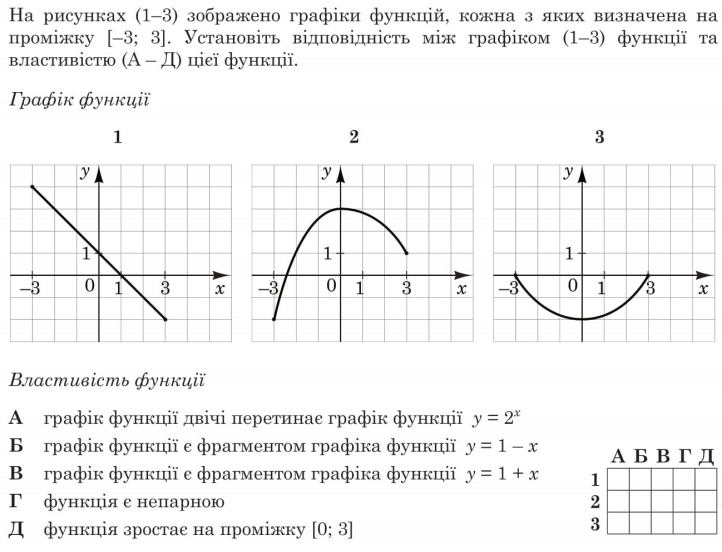 На рисунках (1–3) зображено графіки функцій, кожна з яких визначена на
проміжку [–3; 3]. Установіть відповідність між графіком (1–3) функції та
властивістю (А – Д) цієї функції.
Графік функції
1 2 3
y y y
1 1 1
–3 0 1 3 x –3 0 1 3 x –3 0 1 3 x
Властивість функції
А графік функції двічі перетинає графік функції y = 2ˣ
Б графік функції є фрагментом графіка функції y = 1 – x
В графік функції є фрагментом графіка функції y = 1 + x
Г функція є непарною
Д функція зростає на проміжку [0; 3]
А Б В Г Д
1
2
3